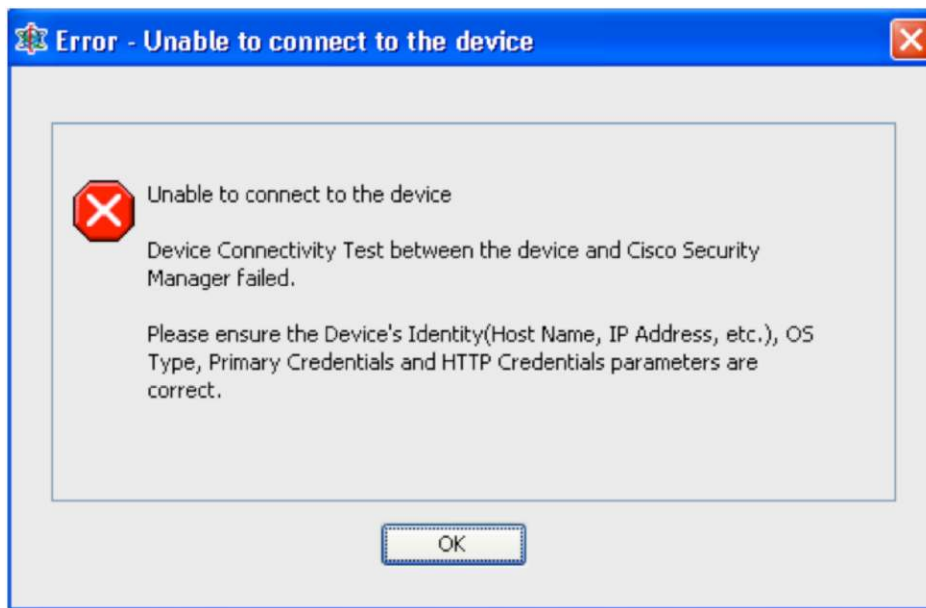 Error - Unable to connect to the device
Unable to connect to the device
Device Connectivity Test between the device and Cisco Security
Manager failed.
Please ensure the Device's Identity(Host Name, IP Address, etc.), OS
Type, Primary Credentials and HTTP Credentials parameters are
correct.
OK